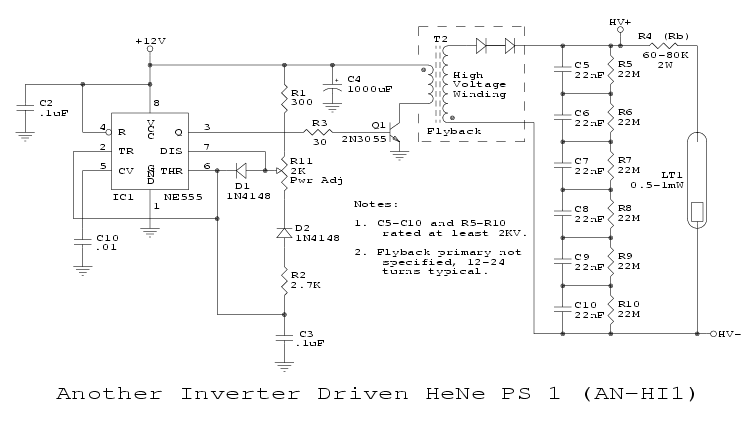 HV+
R4 (Rb)
60-80K
2W
+12V
T2
C4
1000uF
High
Voltage
Winding
Flyback
C5
22nF
R5
22M
C6
22nF
R6
22M
C7
22nF
R7
22M
C8
22nF
R8
22M
C9
22nF
R9
22M
C10
22nF
R10
22M
LT1
0.5-1mW
HV-
C2
.1uF
R1
300
8
VCC
4
R
Q
3
2
TR
DIS
7
5
CV
THR
6
GND
IC1
NE555
1
R3
30
Q1
2N3055
D1
1N4148
R11
2K
Pwr Adj
C10
.01
D2
1N4148
R2
2.7K
C3
.1uF
Notes:
1. C5-C10 and R5-R10
rated at least 2KV.
2. Flyback primary not
specified, 12-24
turns typical.
Another Inverter Driven HeNe PS 1 (AN-HI1)